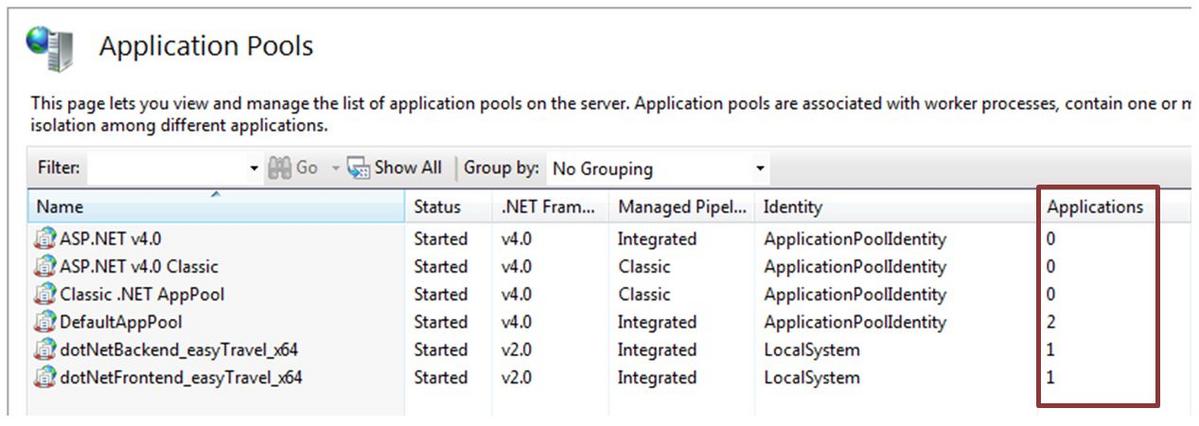 Application Pools
This page lets you view and manage the list of application pools on the server. Application pools are associated with worker processes, contain one or m
isolation among different applications.
Filter: Go Show All Group by: No Grouping
Name Status .NET Fram... Managed Pipel... Identity Applications
ASP.NET v4.0 Started v4.0 Integrated ApplicationPoolIdentity 0
ASP.NET v4.0 Classic Started v4.0 Classic ApplicationPoolIdentity 0
Classic .NET AppPool Started v4.0 Classic ApplicationPoolIdentity 0
DefaultAppPool Started v4.0 Integrated ApplicationPoolIdentity 2
dotNetBackend_easyTravel_x64 Started v2.0 Integrated LocalSystem 1
dotNetFrontend_easyTravel_x64 Started v2.0 Integrated LocalSystem 1